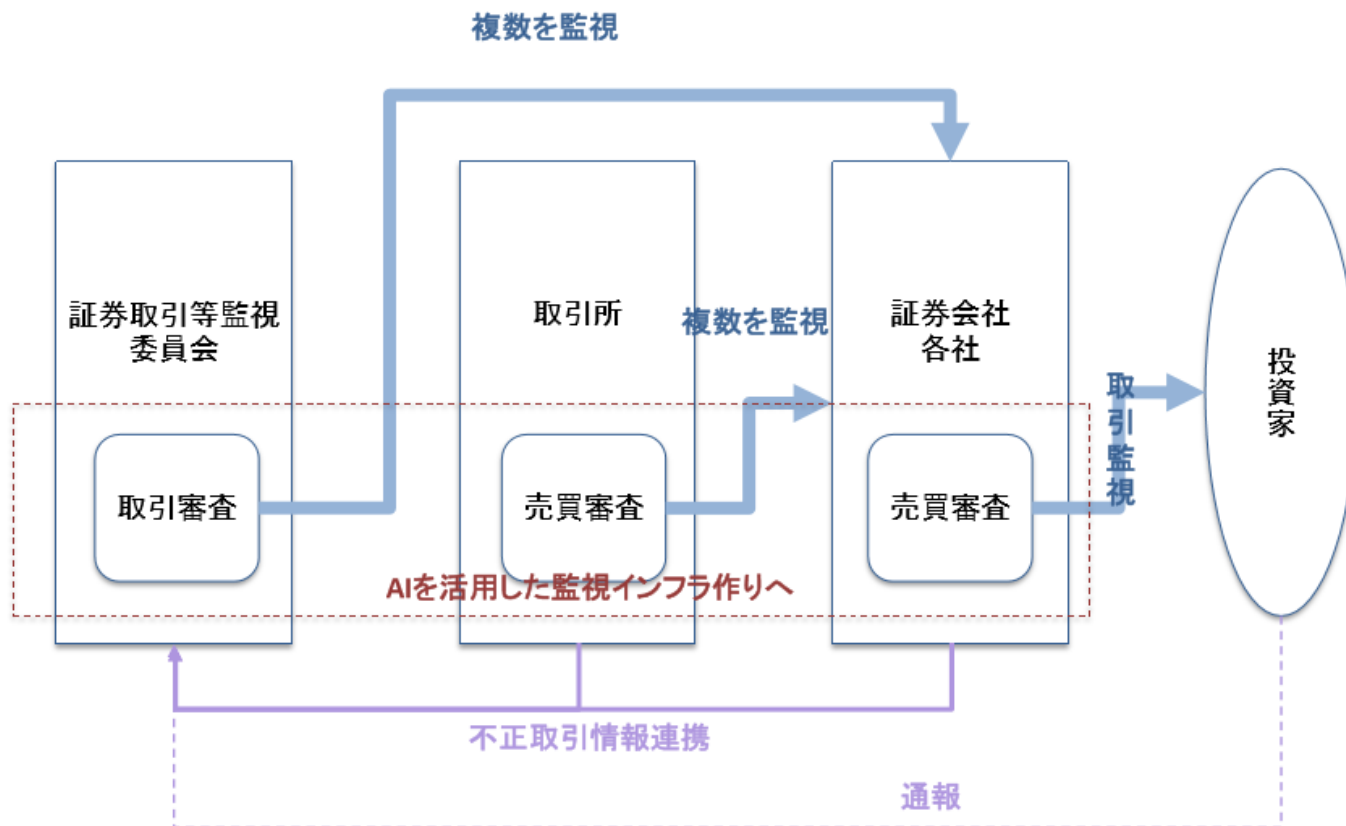 複数を監視
証券取引等監視
委員会
取引所
複数を監視
証券会社
各社
投資家
取引監視
取引審査
売買審査
売買審査
AIを活用した監視インフラ作りへ
不正取引情報連携
通報